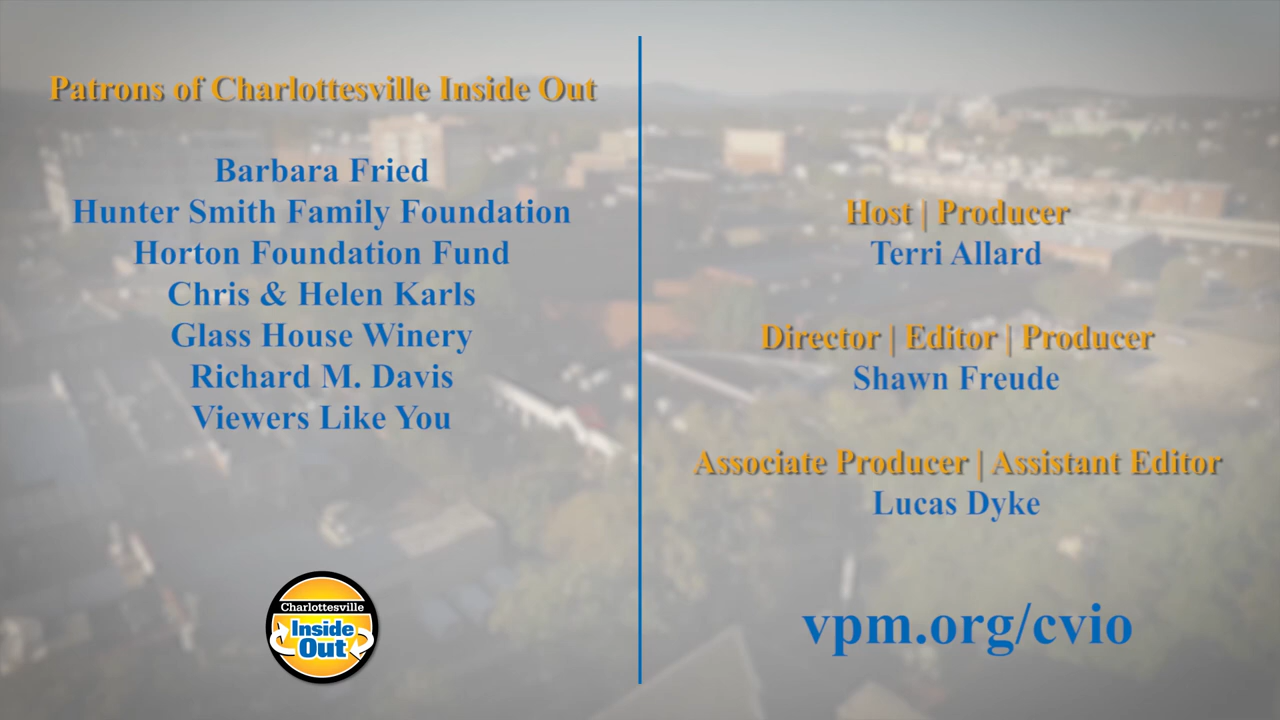 Patrons of Charlottesville Inside Out
Barbara Fried
Hunter Smith Family Foundation
Horton Foundation Fund
Chris & Helen Karls
Glass House Winery
Richard M. Davis
Viewers Like You
Charlottesville
Inside
Out
Host | Producer
Terri Allard
Director | Editor | Producer
Shawn Freude
Associate Producer | Assistant Editor
Lucas Dyke
vpm.org/cvio